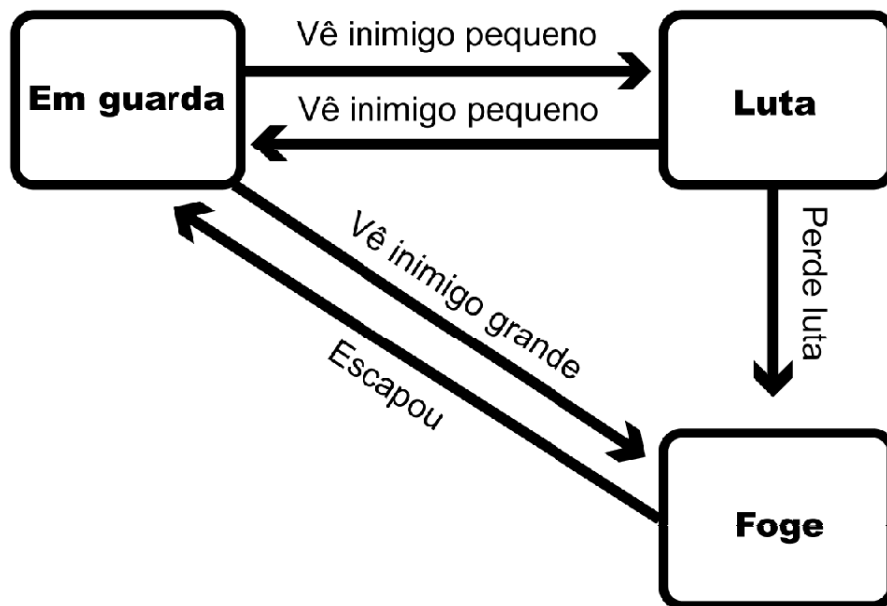 Vê inimigo pequeno
Em guarda
Luta
Vê inimigo pequeno
Perde luta
Vê inimigo grande
Escapou
Foge